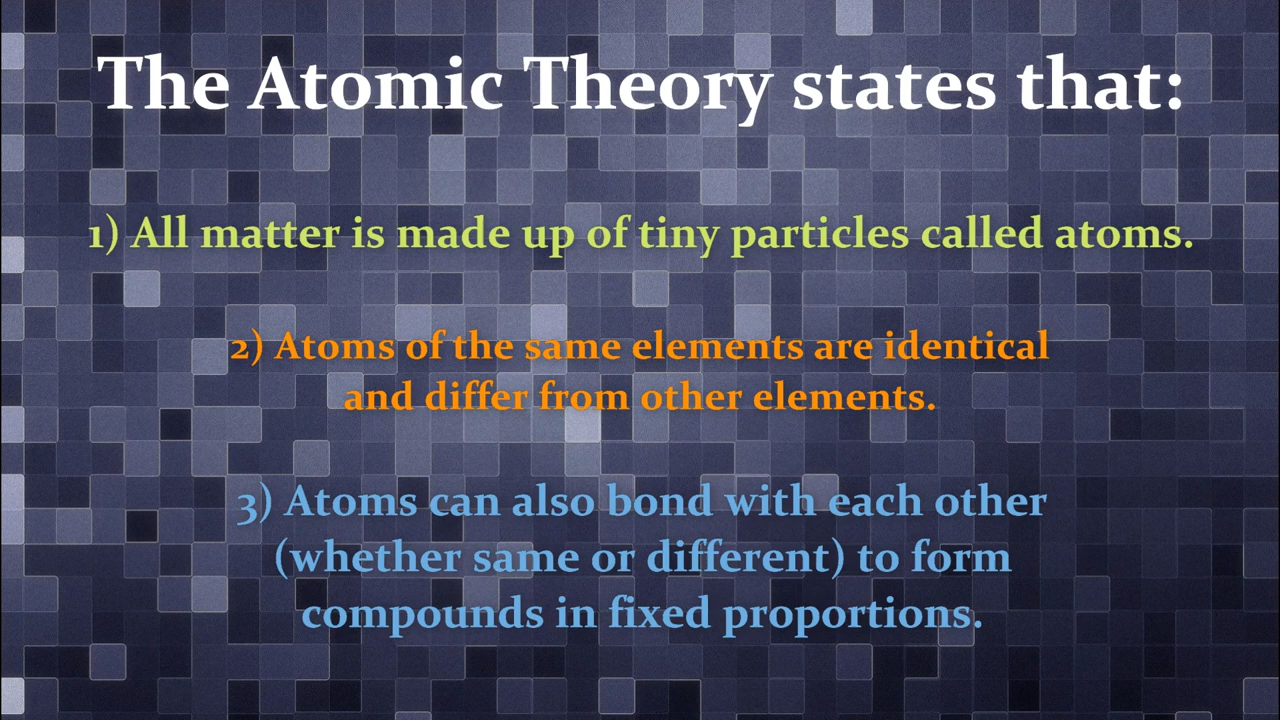 The Atomic Theory states that:
1) All matter is made up of tiny particles called atoms.
2) Atoms of the same elements are identical
and differ from other elements.
3) Atoms can also bond with each other
(whether same or different) to form
compounds in fixed proportions.